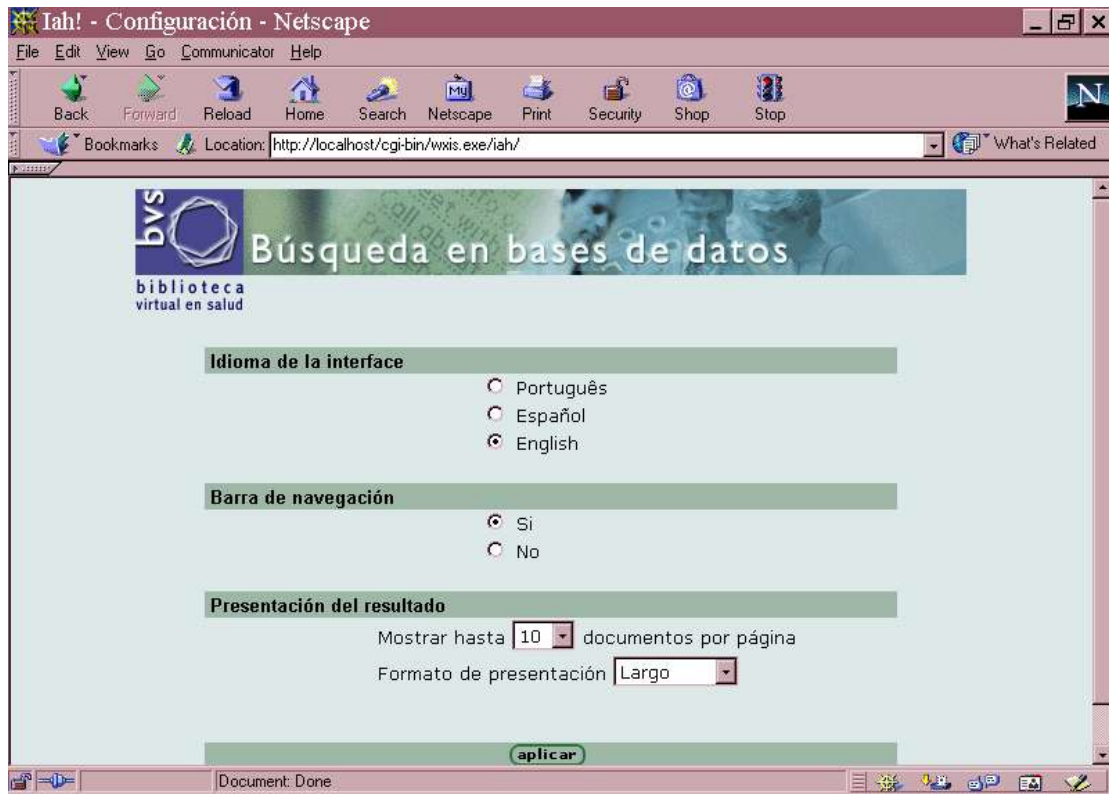 Iah! - Configuración - Netscape
File Edit View Go Communicator Help
Back Forward Reload Home Search Netscape Print Security Shop Stop
My
N
Bookmarks Location: http://localhost/cgi-bin/wxis.exe/iah/ What's Related
bvs
Búsqueda en bases de datos
biblioteca
virtual en salud
Idioma de la interface
Português
Español
English
Barra de navegación
Si
No
Presentación del resultado
Mostrar hasta 10 documentos por página
Formato de presentación Largo
aplicar
Document: Done